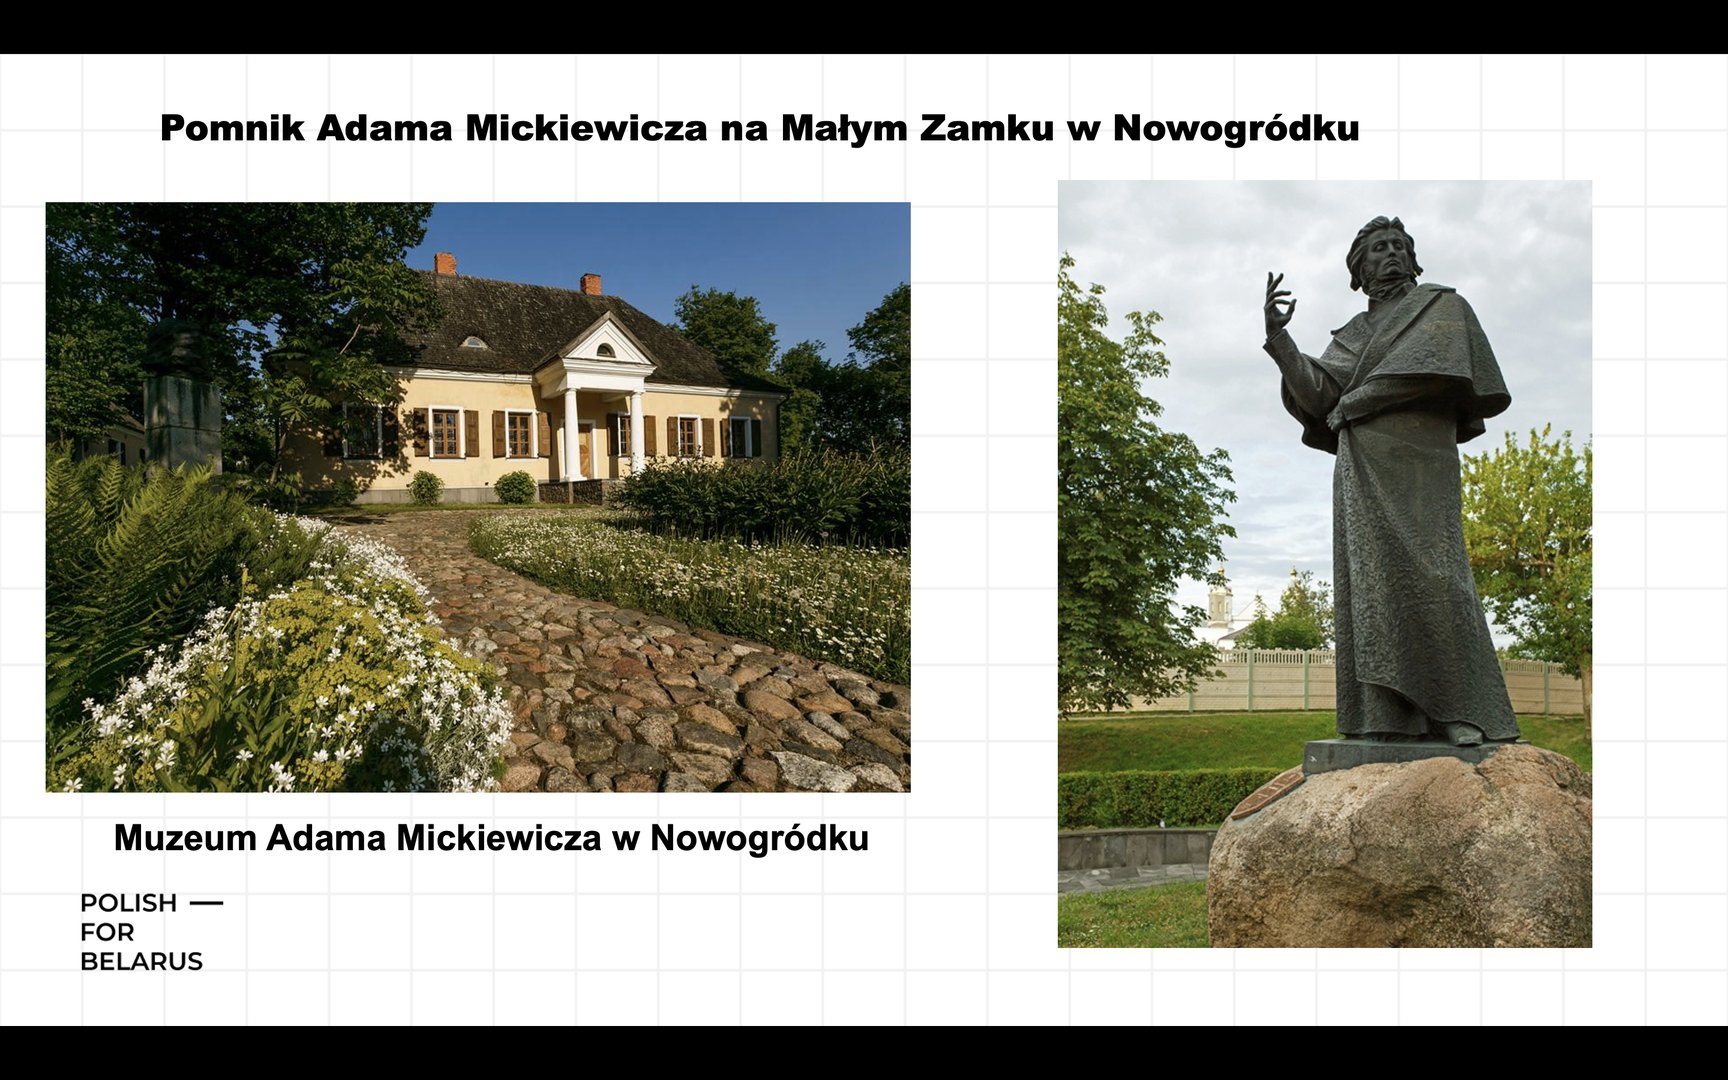 Pomnik Adama Mickiewicza na Małym Zamku w Nowogródku
Muzeum Adama Mickiewicza w Nowogródku
POLISH —
FOR
BELARUS